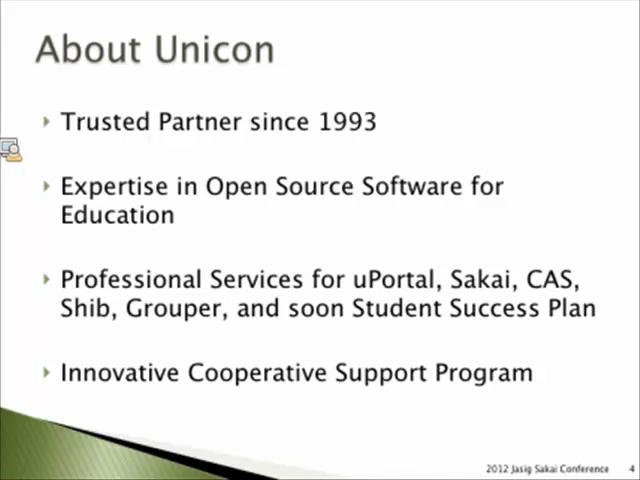 About Unicon
Trusted Partner since 1993
Expertise in Open Source Software for
Education
Professional Services for uPortal, Sakai, CAS,
Shib, Grouper, and soon Student Success Plan
Innovative Cooperative Support Program
2012 Jasig Sakai Conference 4